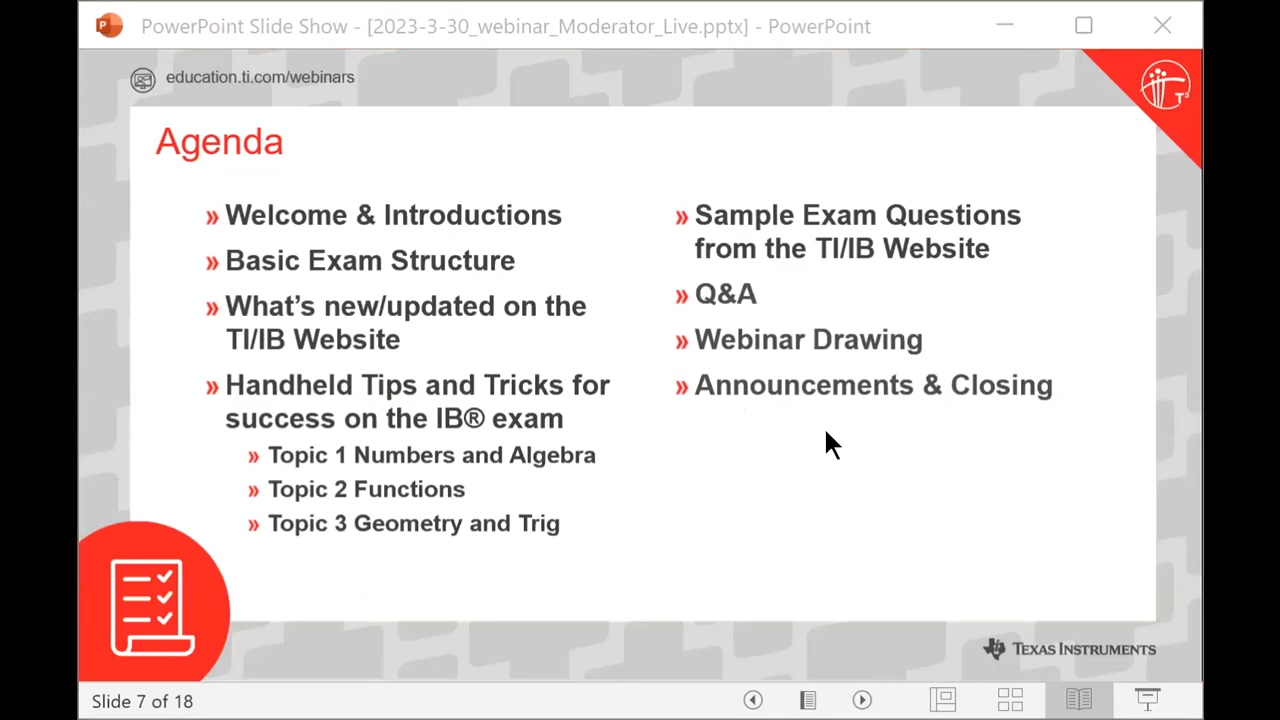 PowerPoint Slide Show - [2023-3-30_webinar_Moderator_Live.pptx] - PowerPoint
education.ti.com/webinars
T³
Agenda
» Welcome & Introductions
» Basic Exam Structure
» What's new/updated on the
TI/IB Website
» Handheld Tips and Tricks for
success on the IB® exam
» Topic 1 Numbers and Algebra
» Topic 2 Functions
» Topic 3 Geometry and Trig
» Sample Exam Questions
from the TI/IB Website
» Q&A
» Webinar Drawing
» Announcements & Closing
TEXAS INSTRUMENTS
Slide 7 of 18